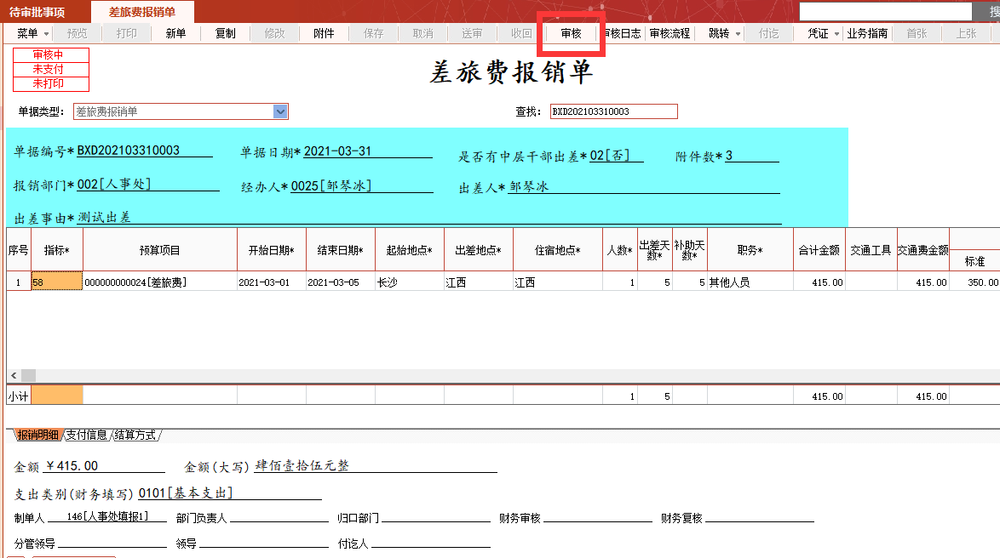 待审批事项 差旅费报销单 搜
菜单 预览 打印 新单 复制 修改 附件 保存 取消 送审 收回 审核 审核日志 审核流程 跳转 付讫 凭证 业务指南 首张 上张
审核中
未支付
未打印
差旅费报销单
单据类型: 差旅费报销单 查找: BXD202103310003
单据编号* BXD202103310003 单据日期* 2021-03-31 是否有中层干部出差* 02[否] 附件数* 3
报销部门* 002[人事处] 经办人* 0025[邹琴冰] 出差人* 邹琴冰
出差事由* 测试出差
序号 指标* 预算项目 开始日期* 结束日期* 起始地点* 出差地点* 住宿地点* 人数* 出差天数* 补助天数* 职务* 合计金额 交通工具 交通费金额 标准
1 58 000000000024[差旅费] 2021-03-01 2021-03-05 长沙 江西 江西 1 5 5 其他人员 415.00 415.00 350.00
小计 1 5 415.00 415.00
报销明细 支付信息 结算方式
金额 ￥415.00 金额(大写) 肆佰壹拾伍元整
支出类别(财务填写) 0101[基本支出]
制单人 146[人事处填报1] 部门负责人 归口部门 财务审核 财务复核
分管领导 领导 付讫人